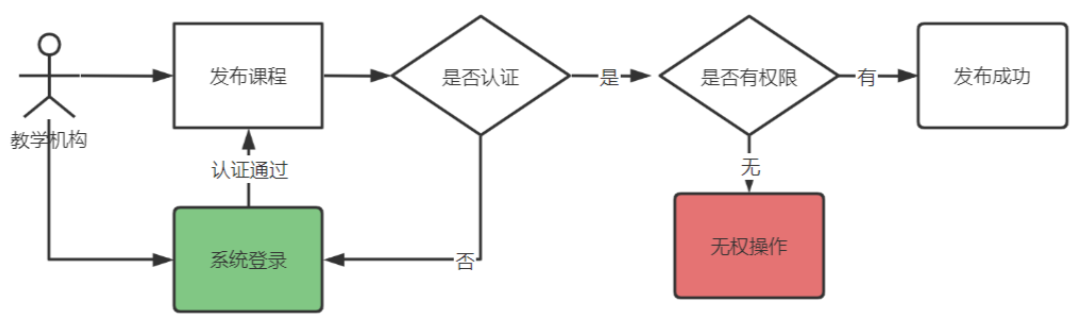 发布课程
是否认证
是
是否有权限
有
发布成功
教学机构
认证通过
无
系统登录
否
无权操作